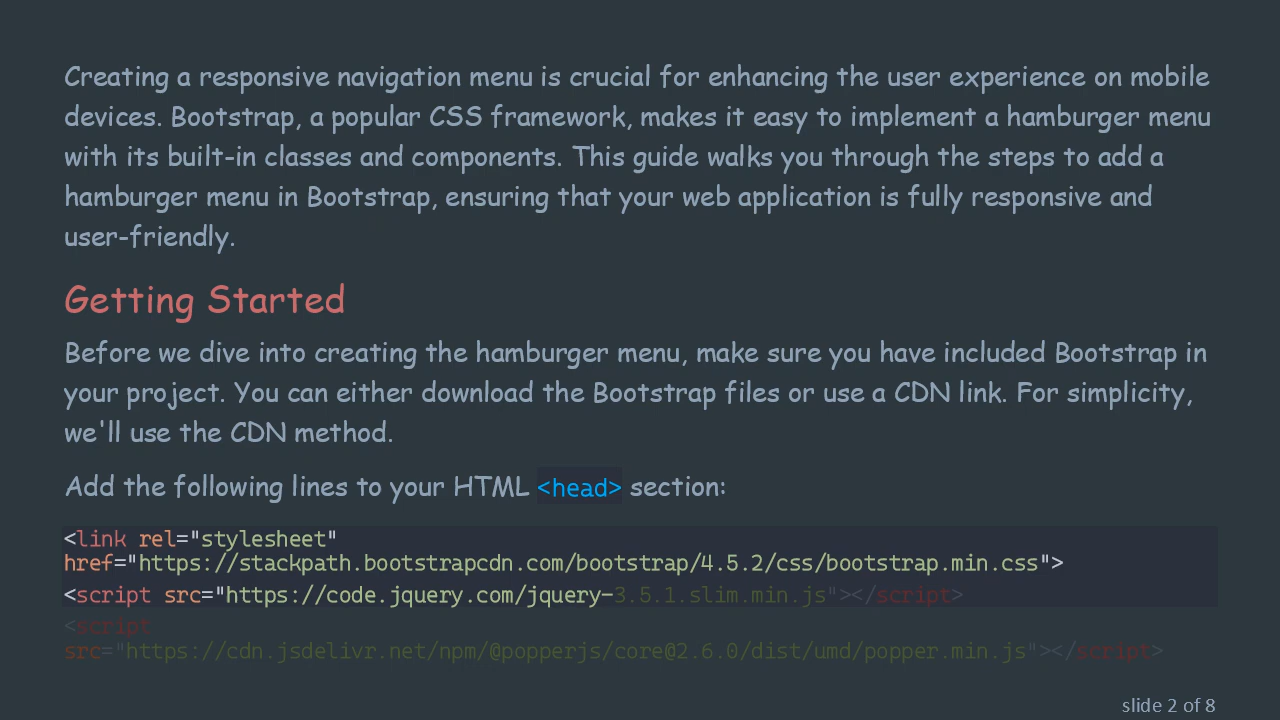 Creating a responsive navigation menu is crucial for enhancing the user experience on mobile
devices. Bootstrap, a popular CSS framework, makes it easy to implement a hamburger menu
with its built-in classes and components. This guide walks you through the steps to add a
hamburger menu in Bootstrap, ensuring that your web application is fully responsive and
user-friendly.
Getting Started
Before we dive into creating the hamburger menu, make sure you have included Bootstrap in
your project. You can either download the Bootstrap files or use a CDN link. For simplicity,
we'll use the CDN method.
Add the following lines to your HTML <head> section:
<link rel="stylesheet"
href="https://stackpath.bootstrapcdn.com/bootstrap/4.5.2/css/bootstrap.min.css">
<script src="https://code.jquery.com/jquery-3.5.1.slim.min.js"></script>
<script
src="https://cdn.jsdelivr.net/npm/@popperjs/core@2.6.0/dist/umd/popper.min.js"></script>
slide 2 of 8